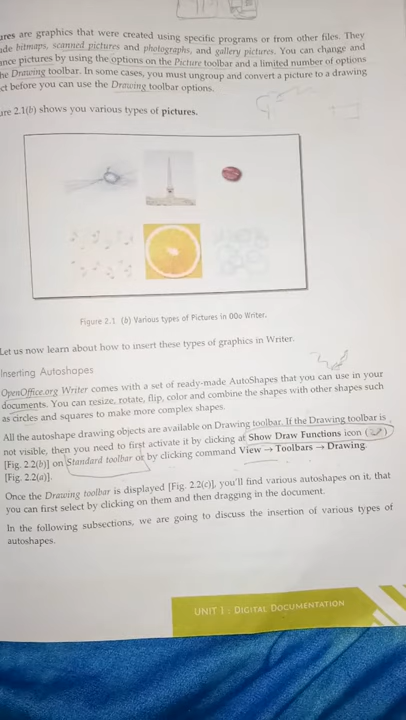 ures are graphics that were created using specific programs or from other files. They
ude bitmaps, scanned pictures and photographs, and gallery pictures. You can change and
ance pictures by using the options on the Picture toolbar and a limited number of options
he Drawing toolbar. In some cases, you must ungroup and convert a picture to a drawing
ct before you can use the Drawing toolbar options.
ure 2.1(b) shows you various types of pictures.
Figure 2.1 (b) Various types of Pictures in OOo Writer.
Let us now learn about how to insert these types of graphics in Writer.
Inserting Autoshapes
OpenOffice.org Writer comes with a set of ready-made AutoShapes that you can use in your
documents. You can resize, rotate, flip, color and combine the shapes with other shapes such
as circles and squares to make more complex shapes.
All the autoshape drawing objects are available on Drawing toolbar. If the Drawing toolbar is
not visible, then you need to first activate it by clicking at Show Draw Functions icon ( )
[Fig. 2.2(b)] on Standard toolbar or by clicking command View → Toolbars → Drawing
[Fig. 2.2(a)].
Once the Drawing toolbar is displayed [Fig. 2.2(c)], you'll find various autoshapes on it, that
you can first select by clicking on them and then dragging in the document.
In the following subsections, we are going to discuss the insertion of various types of
autoshapes.
UNIT 1 : DIGITAL DOCUMENTATION